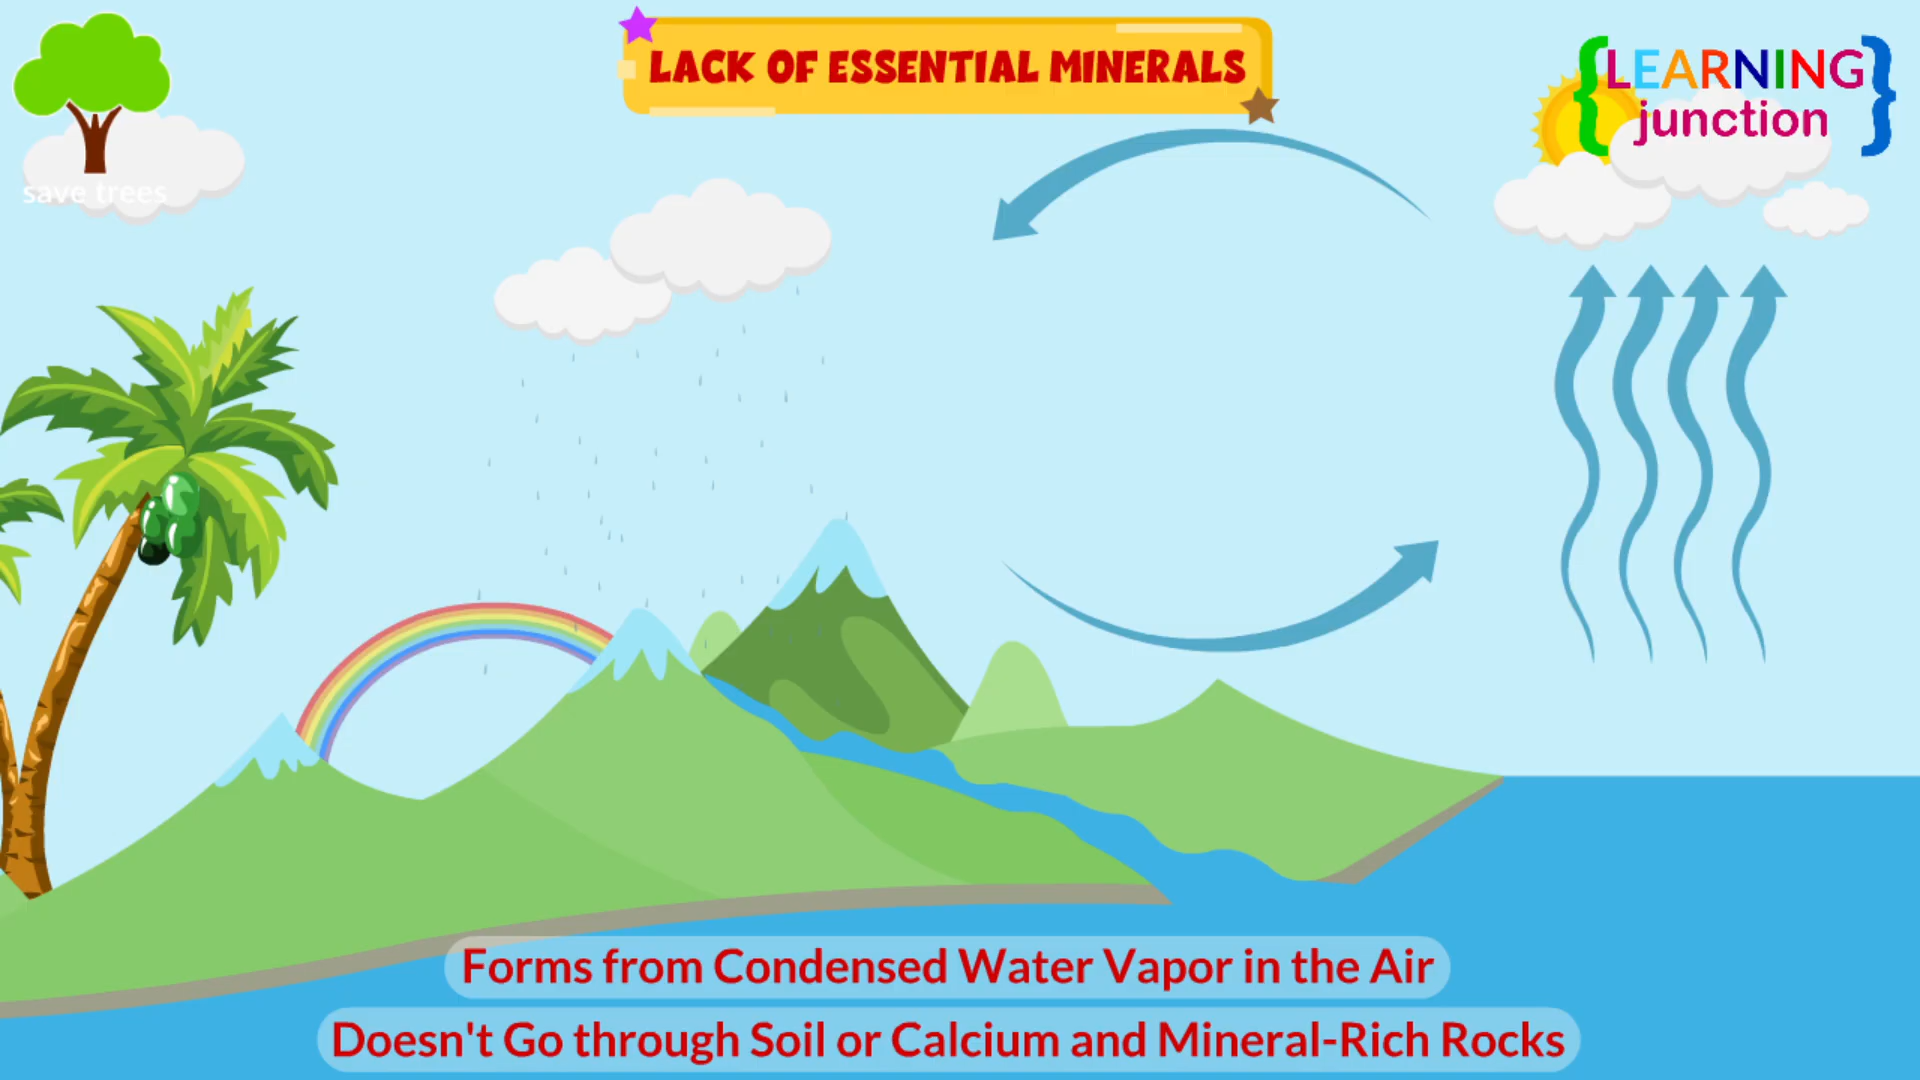 LACK OF ESSENTIAL MINERALS
{LEARNING}
junction
save trees
Forms from Condensed Water Vapor in the Air
Doesn't Go through Soil or Calcium and Mineral-Rich Rocks